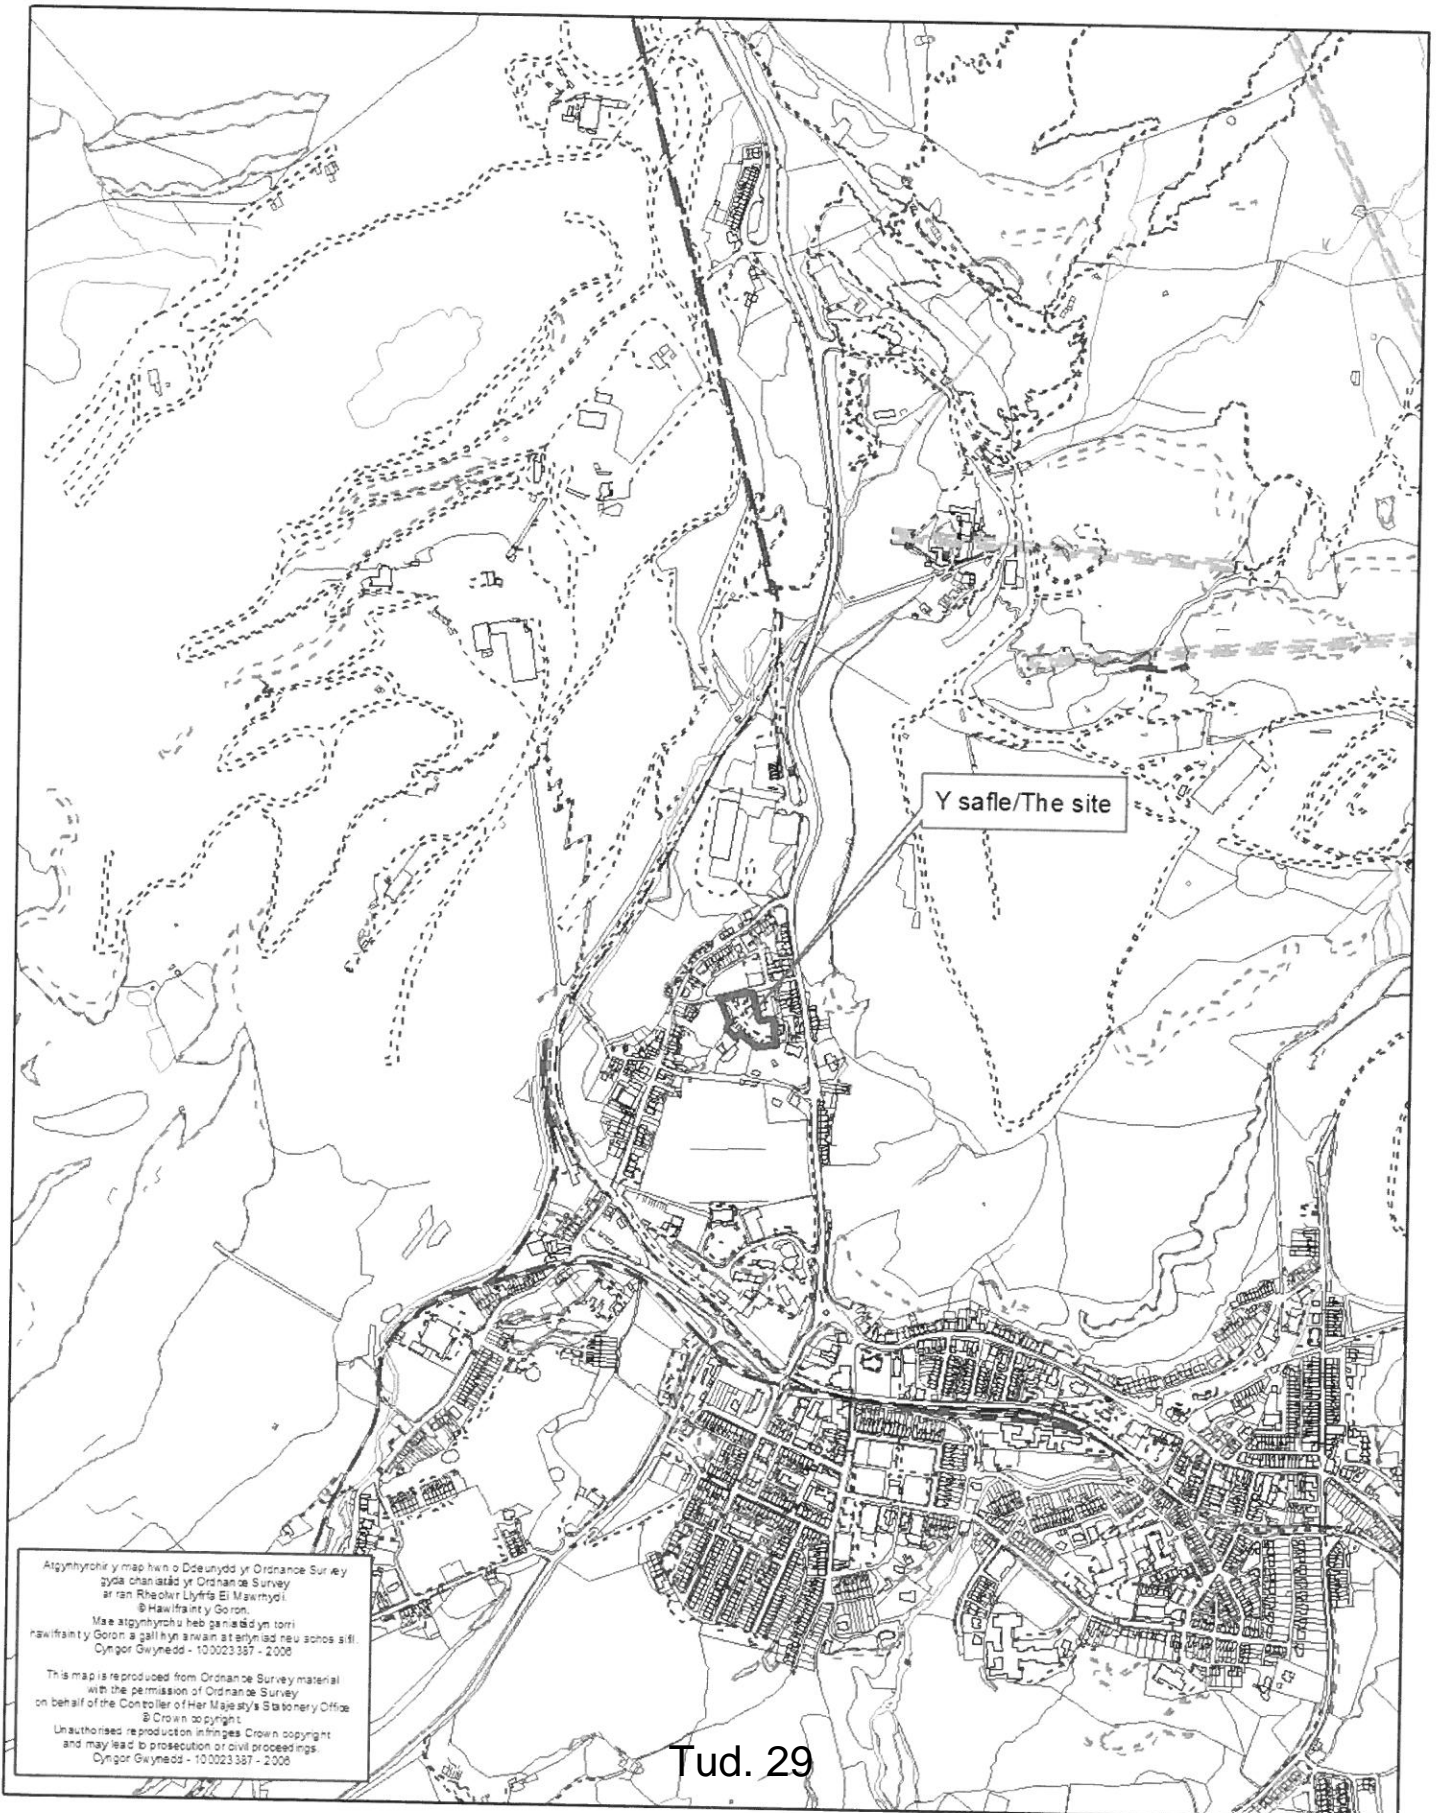 Y safle/The site
Atgynhyrchir y map hwn o Ddeunydd yr Ordnance Survey
gyda chaniatâd yr Ordnance Survey
ar ran Rheolwr Llyfrfa Ei Mawrhydi.
© Hawlfraint y Goron.
Mae atgynhyrchu heb ganiatâd yn torri
hawlfraint y Goron a gall hyn arwain at erlyniad neu achos sifil.
Cyngor Gwynedd - 100023387 - 2006
This map is reproduced from Ordnance Survey material
with the permission of Ordnance Survey
on behalf of the Controller of Her Majesty's Stationery Office
© Crown copyright.
Unauthorised reproduction infringes Crown copyright
and may lead to prosecution or civil proceedings.
Cyngor Gwynedd - 100023387 - 2006
Tud. 29